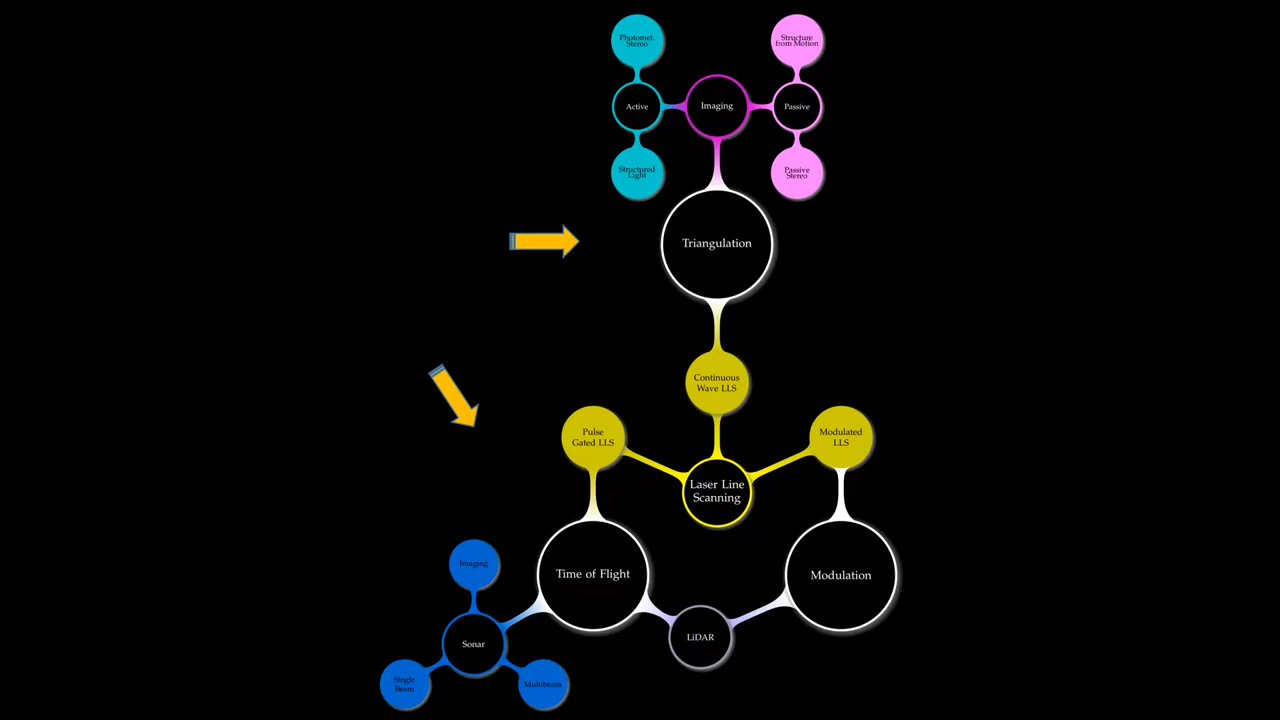 Photomet.
Stereo
Structure
from Motion
Active
Imaging
Passive
Structured
Light
Passive
Stereo
Triangulation
Continuous
Wave LLS
Pulse
Gated LLS
Modulated
LLS
Laser Line
Scanning
Imaging
Time of Flight
Modulation
LiDAR
Sonar
Single
Beam
Multibeam